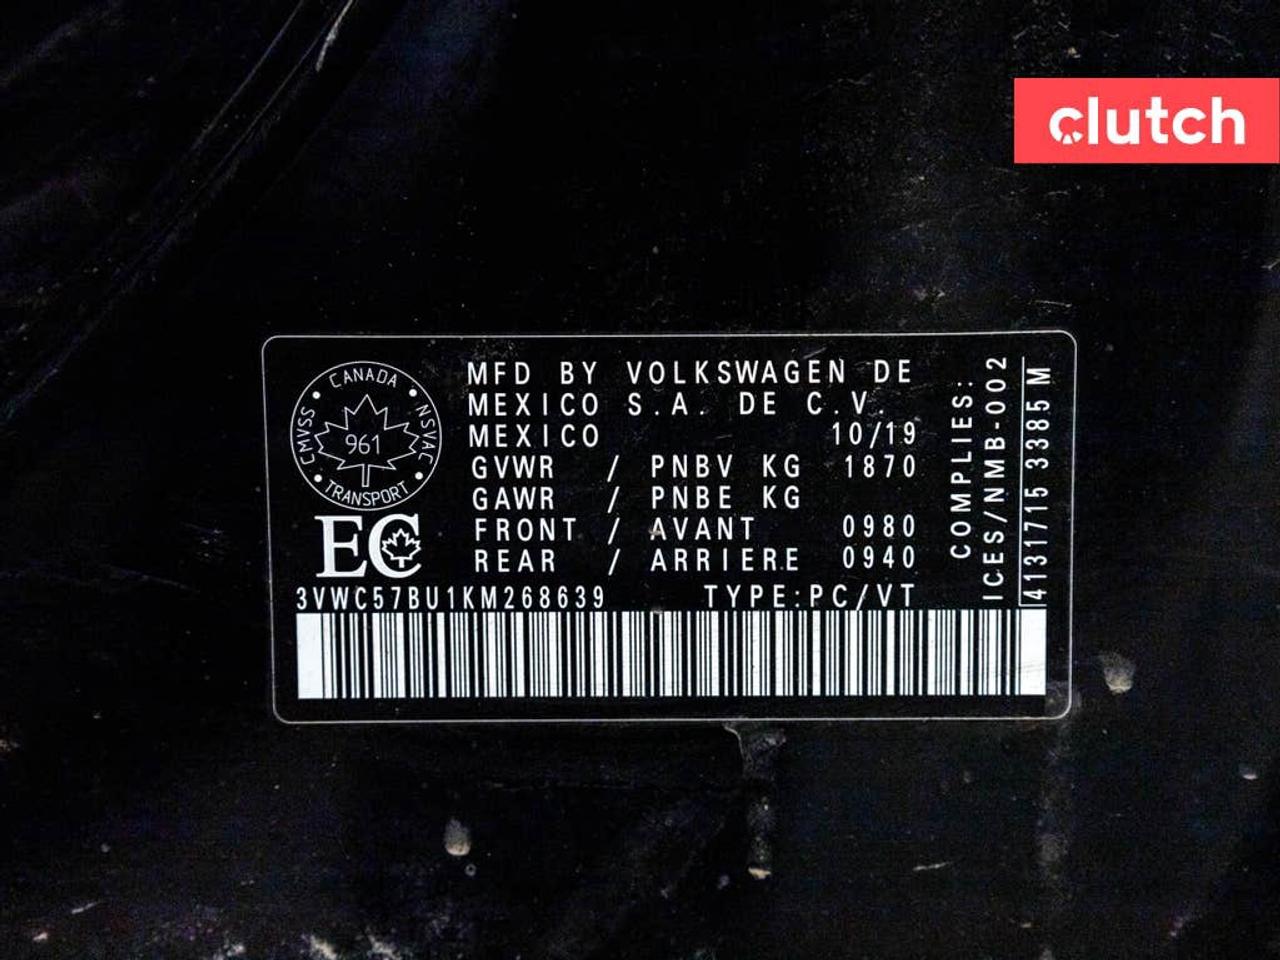 clutch
CANADA
CMVSS
NSVAC
961
TRANSPORT
EC
MFD BY VOLKSWAGEN DE
MEXICO S.A. DE C.V.
MEXICO 10/19
GVWR / PNBV KG 1870
GAWR / PNBE KG
FRONT / AVANT 0980
REAR / ARRIERE 0940
3VWC57BU1KM268639 TYPE:PC/VT
COMPLIES:
ICES/NMB-002
4131715 3385 M